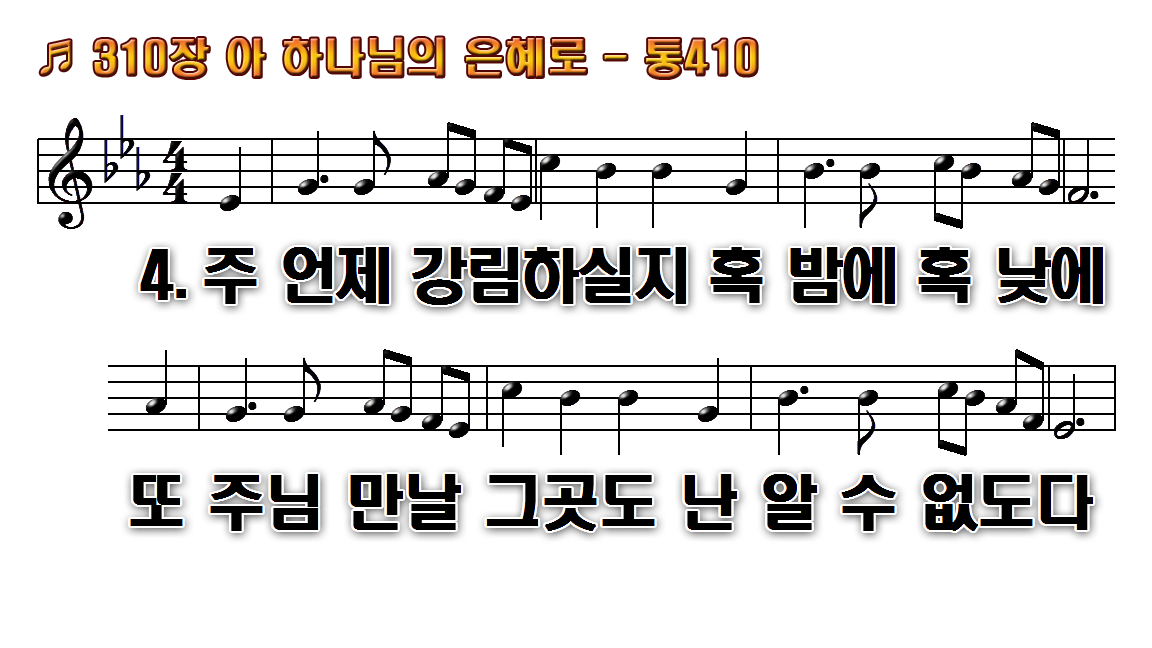 ♬ 310장 아 하나님의 은혜로 - 통410
4. 주 언제 강림하실지 혹 밤에 혹 낮에
또 주님 만날 그곳도 난 알 수 없도다